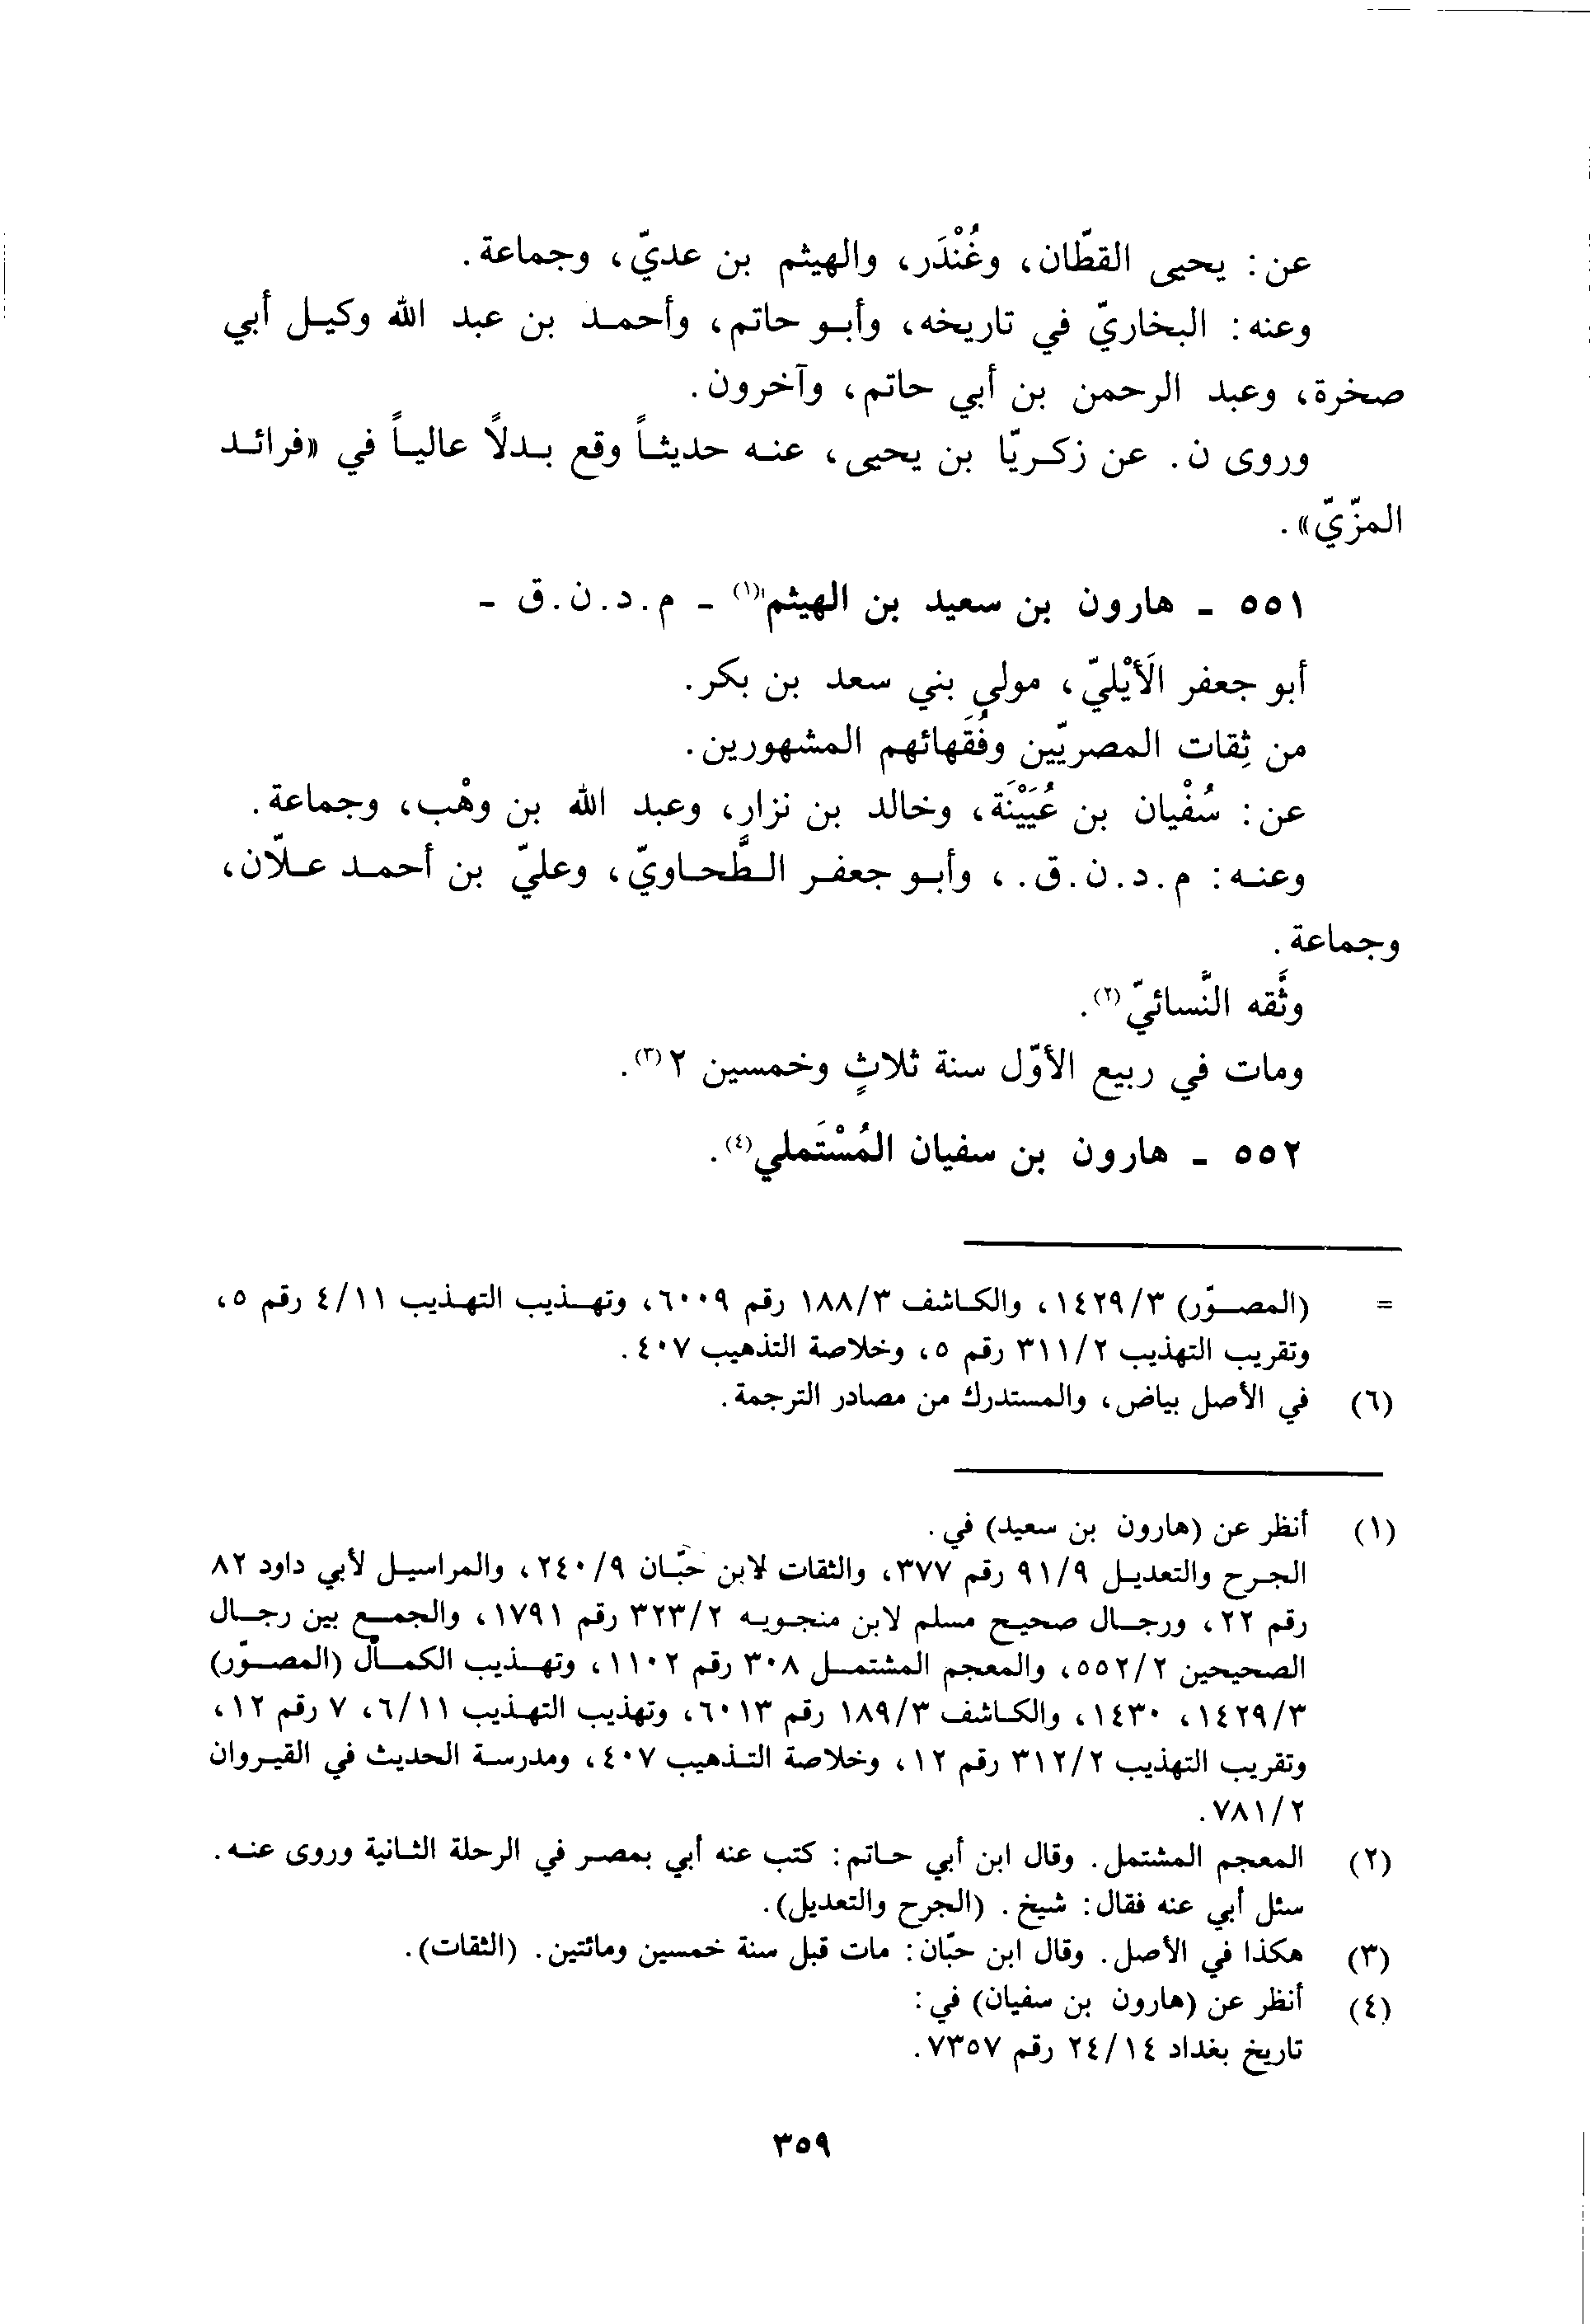 عن: يحيى القطّان، وغُنْدَر، والهيثم بن عديّ، وجماعة.
وعنه: البخاريّ في تاريخه، وأبو حاتم، وأحمد بن عبد الله وكيل أبي
صخرة، وعبد الرحمن بن أبي حاتم، وآخرون.
وروى ن. عن زكريّا بن يحيى، عنه حديثاً وقع بدلاً عالياً في «فرائد
المزّيّ».
٥٥١ - هارون بن سعيد بن الهيثم(١) - م.د.ن.ق -
أبو جعفر الَأيْليّ، مولى بني سعد بن بكر.
من ثِقات المصريّين وفُقَهائهم المشهورين.
عن: سُفْيان بن عُيَيْنَة، وخالد بن نزار، وعبد الله بن وهْب، وجماعة.
وعنه: م.د.ن.ق.، وأبو جعفر الطَّحاويّ، وعليّ بن أحمد علّان،
وجماعة.
وثَّقه النَّسائيّ(٢).
ومات في ربيع الأوّل سنة ثلاثٍ وخمسين ٢(٣).
٥٥٢ - هارون بن سفيان المُسْتَملي(٤).
= (المصوّر) ١٤٢٩/٣، والكاشف ١٨٨/٣ رقم ٦٠٠٩، وتهذيب التهذيب ٤/١١ رقم ٥،
وتقريب التهذيب ٣١١/٢ رقم ٥، وخلاصة التذهيب ٤٠٧.
(٦) في الأصل بياض، والمستدرك من مصادر الترجمة.
(١) أنظر عن (هارون بن سعيد) في.
الجرح والتعديل ٩١/٩ رقم ٣٧٧، والثقات لابن حبّان ٢٤٠/٩، والمراسيل لأبي داود ٨٢
رقم ٢٢، ورجال صحيح مسلم لابن منجويه ٣٢٣/٢ رقم ١٧٩١، والجمع بين رجال
الصحيحين ٥٥٢/٢، والمعجم المشتمل ٣٠٨ رقم ١١٠٢، وتهذيب الكمال (المصوّر)
١٤٢٩/٣، ١٤٣٠، والكاشف ١٨٩/٣ رقم ٦٠١٣، وتهذيب التهذيب ٦/١١، ٧ رقم ١٢،
وتقريب التهذيب ٣١٢/٢ رقم ١٢، وخلاصة التذهيب ٤٠٧، ومدرسة الحديث في القيروان
٧٨١/٢.
(٢) المعجم المشتمل. وقال ابن أبي حاتم: كتب عنه أبي بمصر في الرحلة الثانية وروى عنه.
سئل أبي عنه فقال: شيخ. (الجرح والتعديل).
(٣) هكذا في الأصل. وقال ابن حبّان: مات قبل سنة خمسين ومائتين. (الثقات).
(٤) أنظر عن (هارون بن سفيان) في:
تاريخ بغداد ٢٤/١٤ رقم ٧٣٥٧.
٣٥٩